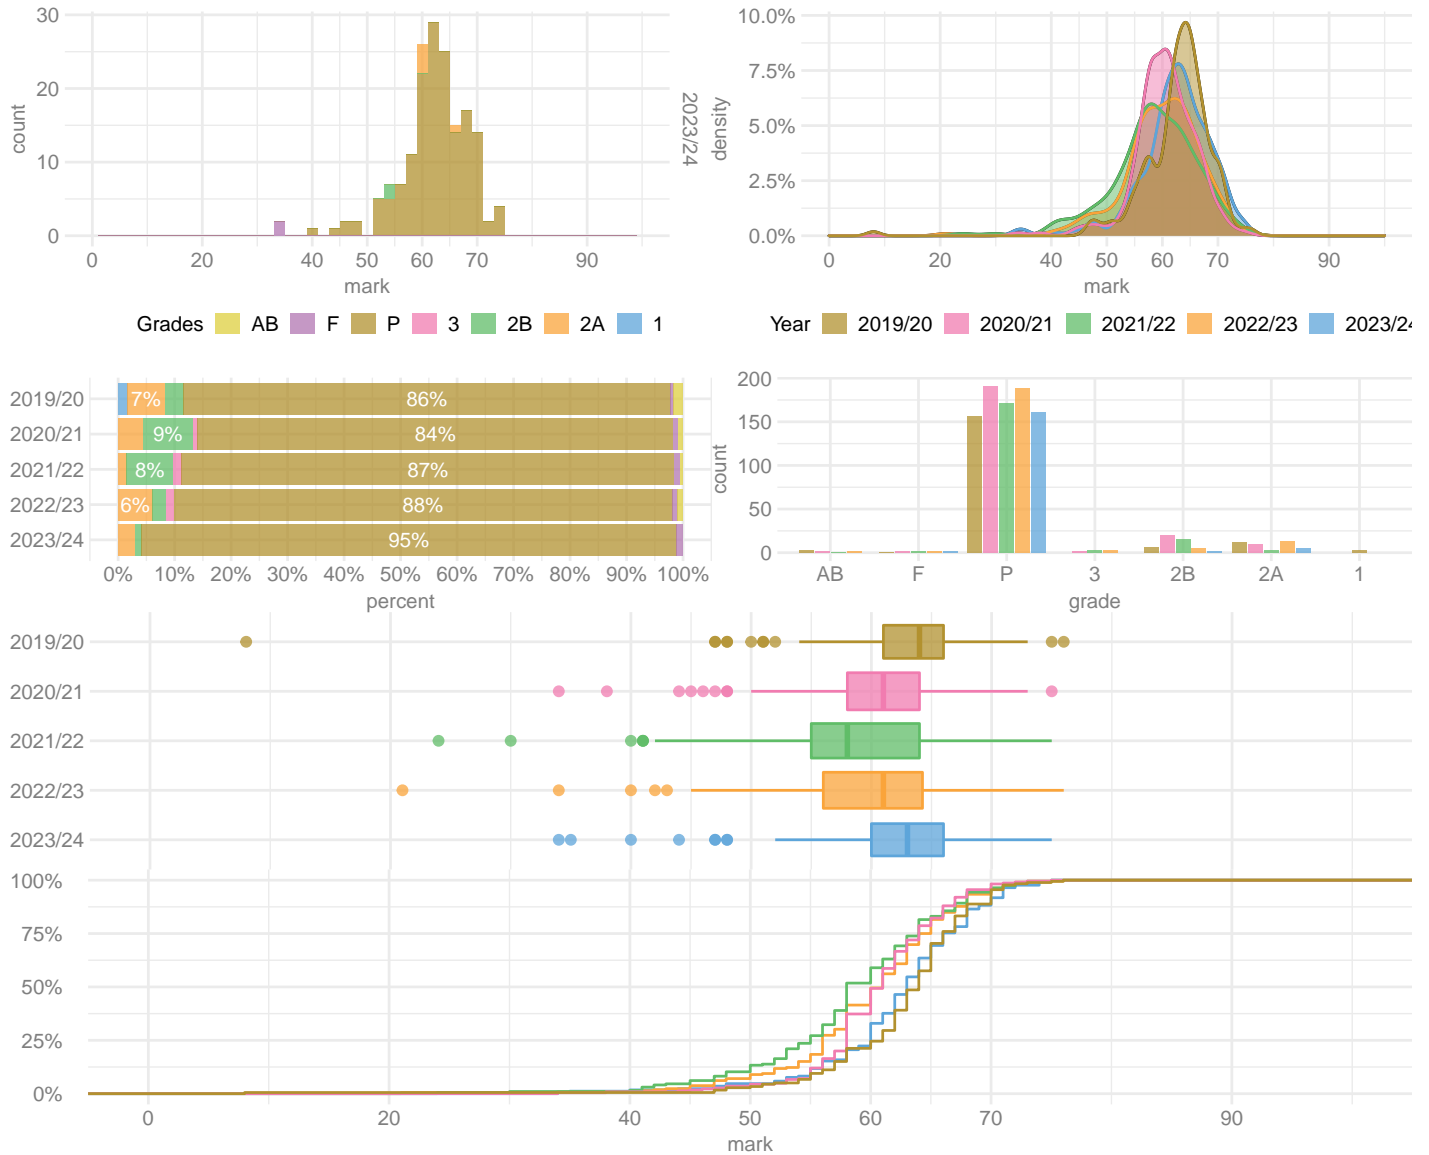 30
20
10
0
count
0 20 40 50 60 70 90
mark
2023/24
10.0%
7.5%
5.0%
2.5%
0.0%
density
0 20 40 50 60 70 90
mark
Grades AB F P 3 2B 2A 1
Year 2019/20 2020/21 2021/22 2022/23 2023/24
2019/20 7% 86%
2020/21 9% 84%
2021/22 8% 87%
2022/23 6% 88%
2023/24 95%
0% 10% 20% 30% 40% 50% 60% 70% 80% 90% 100%
percent
200
150
100
50
0
count
AB F P 3 2B 2A 1
grade
2019/20
2020/21
2021/22
2022/23
2023/24
100%
75%
50%
25%
0%
0 20 40 50 60 70 90
mark